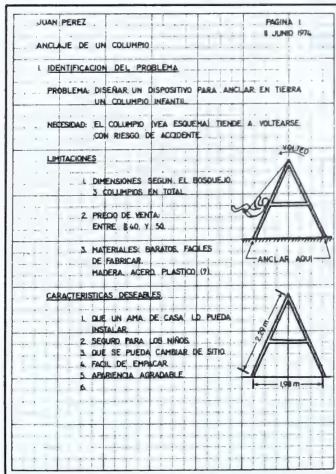 JUAN PEREZ
PAGINA 1
8 JUNIO 1974
ANCLAJE DE UN COLUMPIO
1. IDENTIFICACION DEL PROBLEMA
PROBLEMA: DISEÑAR UN DISPOSITIVO PARA ANCLAR EN TIERRA
UN COLUMPIO INFANTIL.
NECESIDAD: EL COLUMPIO (VEA ESQUEMA) TIENDE A VOLTEARSE
CON RIESGO DE ACCIDENTE
LIMITACIONES
1. DIMENSIONES SEGUN EL BOSQUEJO.
3 COLUMPIOS EN TOTAL
2. PRECIO DE VENTA:
ENTRE $40. Y 50.
3. MATERIALES: BARATOS, FACILES
DE FABRICAR.
MADERA, ACERO, PLASTICO (?).
VOLTEO
ANCLAR AQUI
CARACTERISTICAS DESEABLES
1. QUE UN AMA DE CASA LO PUEDA
INSTALAR
2. SEGURO PARA LOS NIÑOS
3. QUE SE PUEDA CAMBIAR DE SITIO
4. FACIL DE EMPACAR
5. APARIENCIA AGRADABLE
6.
1,98 m